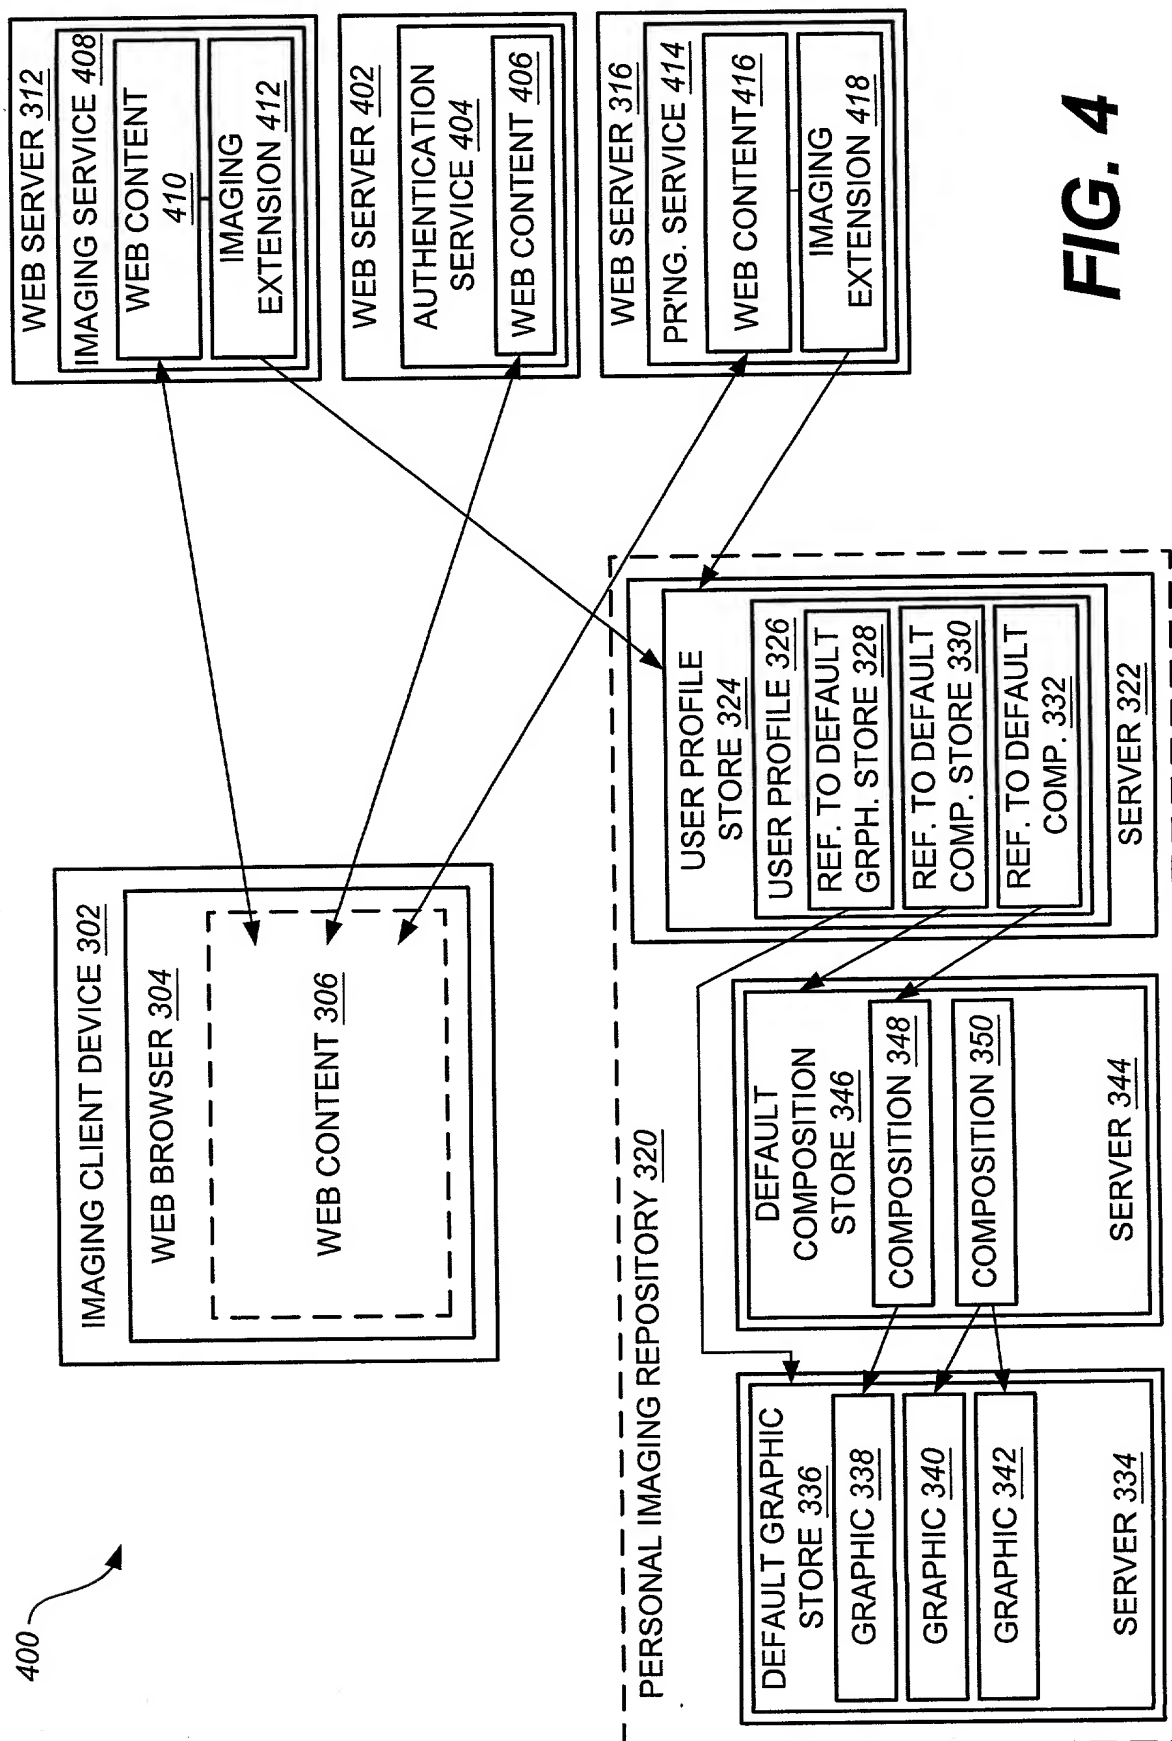 400
IMAGING CLIENT DEVICE 302
WEB BROWSER 304
WEB CONTENT 306
WEB SERVER 312
IMAGING SERVICE 408
WEB CONTENT
410
IMAGING
EXTENSION 412
WEB SERVER 402
AUTHENTICATION
SERVICE 404
WEB CONTENT 406
WEB SERVER 316
PR'NG. SERVICE 414
WEB CONTENT 416
IMAGING
EXTENSION 418
PERSONAL IMAGING REPOSITORY 320
DEFAULT GRAPHIC
STORE 336
GRAPHIC 338
GRAPHIC 340
GRAPHIC 342
SERVER 334
DEFAULT
COMPOSITION
STORE 346
COMPOSITION 348
COMPOSITION 350
SERVER 344
USER PROFILE
STORE 324
USER PROFILE 326
REF. TO DEFAULT
GRPH. STORE 328
REF. TO DEFAULT
COMP. STORE 330
REF. TO DEFAULT
COMP. 332
SERVER 322
FIG. 4